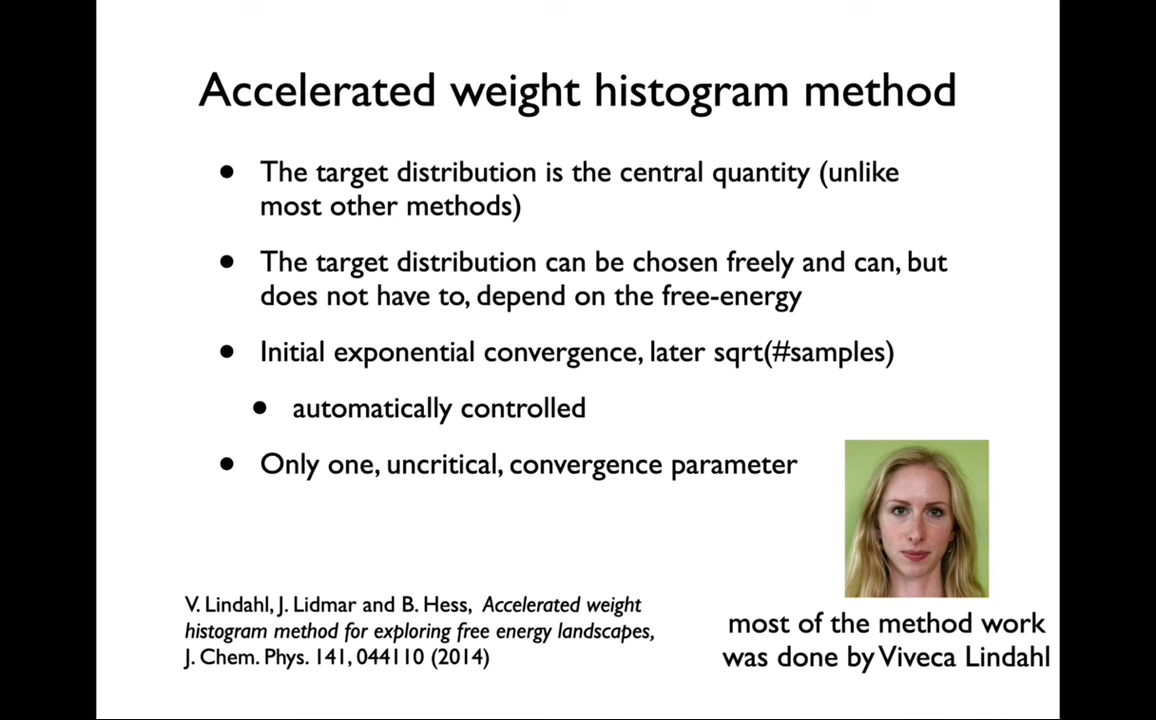 Accelerated weight histogram method
• The target distribution is the central quantity (unlike
most other methods)
• The target distribution can be chosen freely and can, but
does not have to, depend on the free-energy
• Initial exponential convergence, later sqrt(#samples)
• automatically controlled
• Only one, uncritical, convergence parameter
V. Lindahl, J. Lidmar and B. Hess, Accelerated weight
histogram method for exploring free energy landscapes,
J. Chem. Phys. 141, 044110 (2014)
most of the method work
was done by Viveca Lindahl